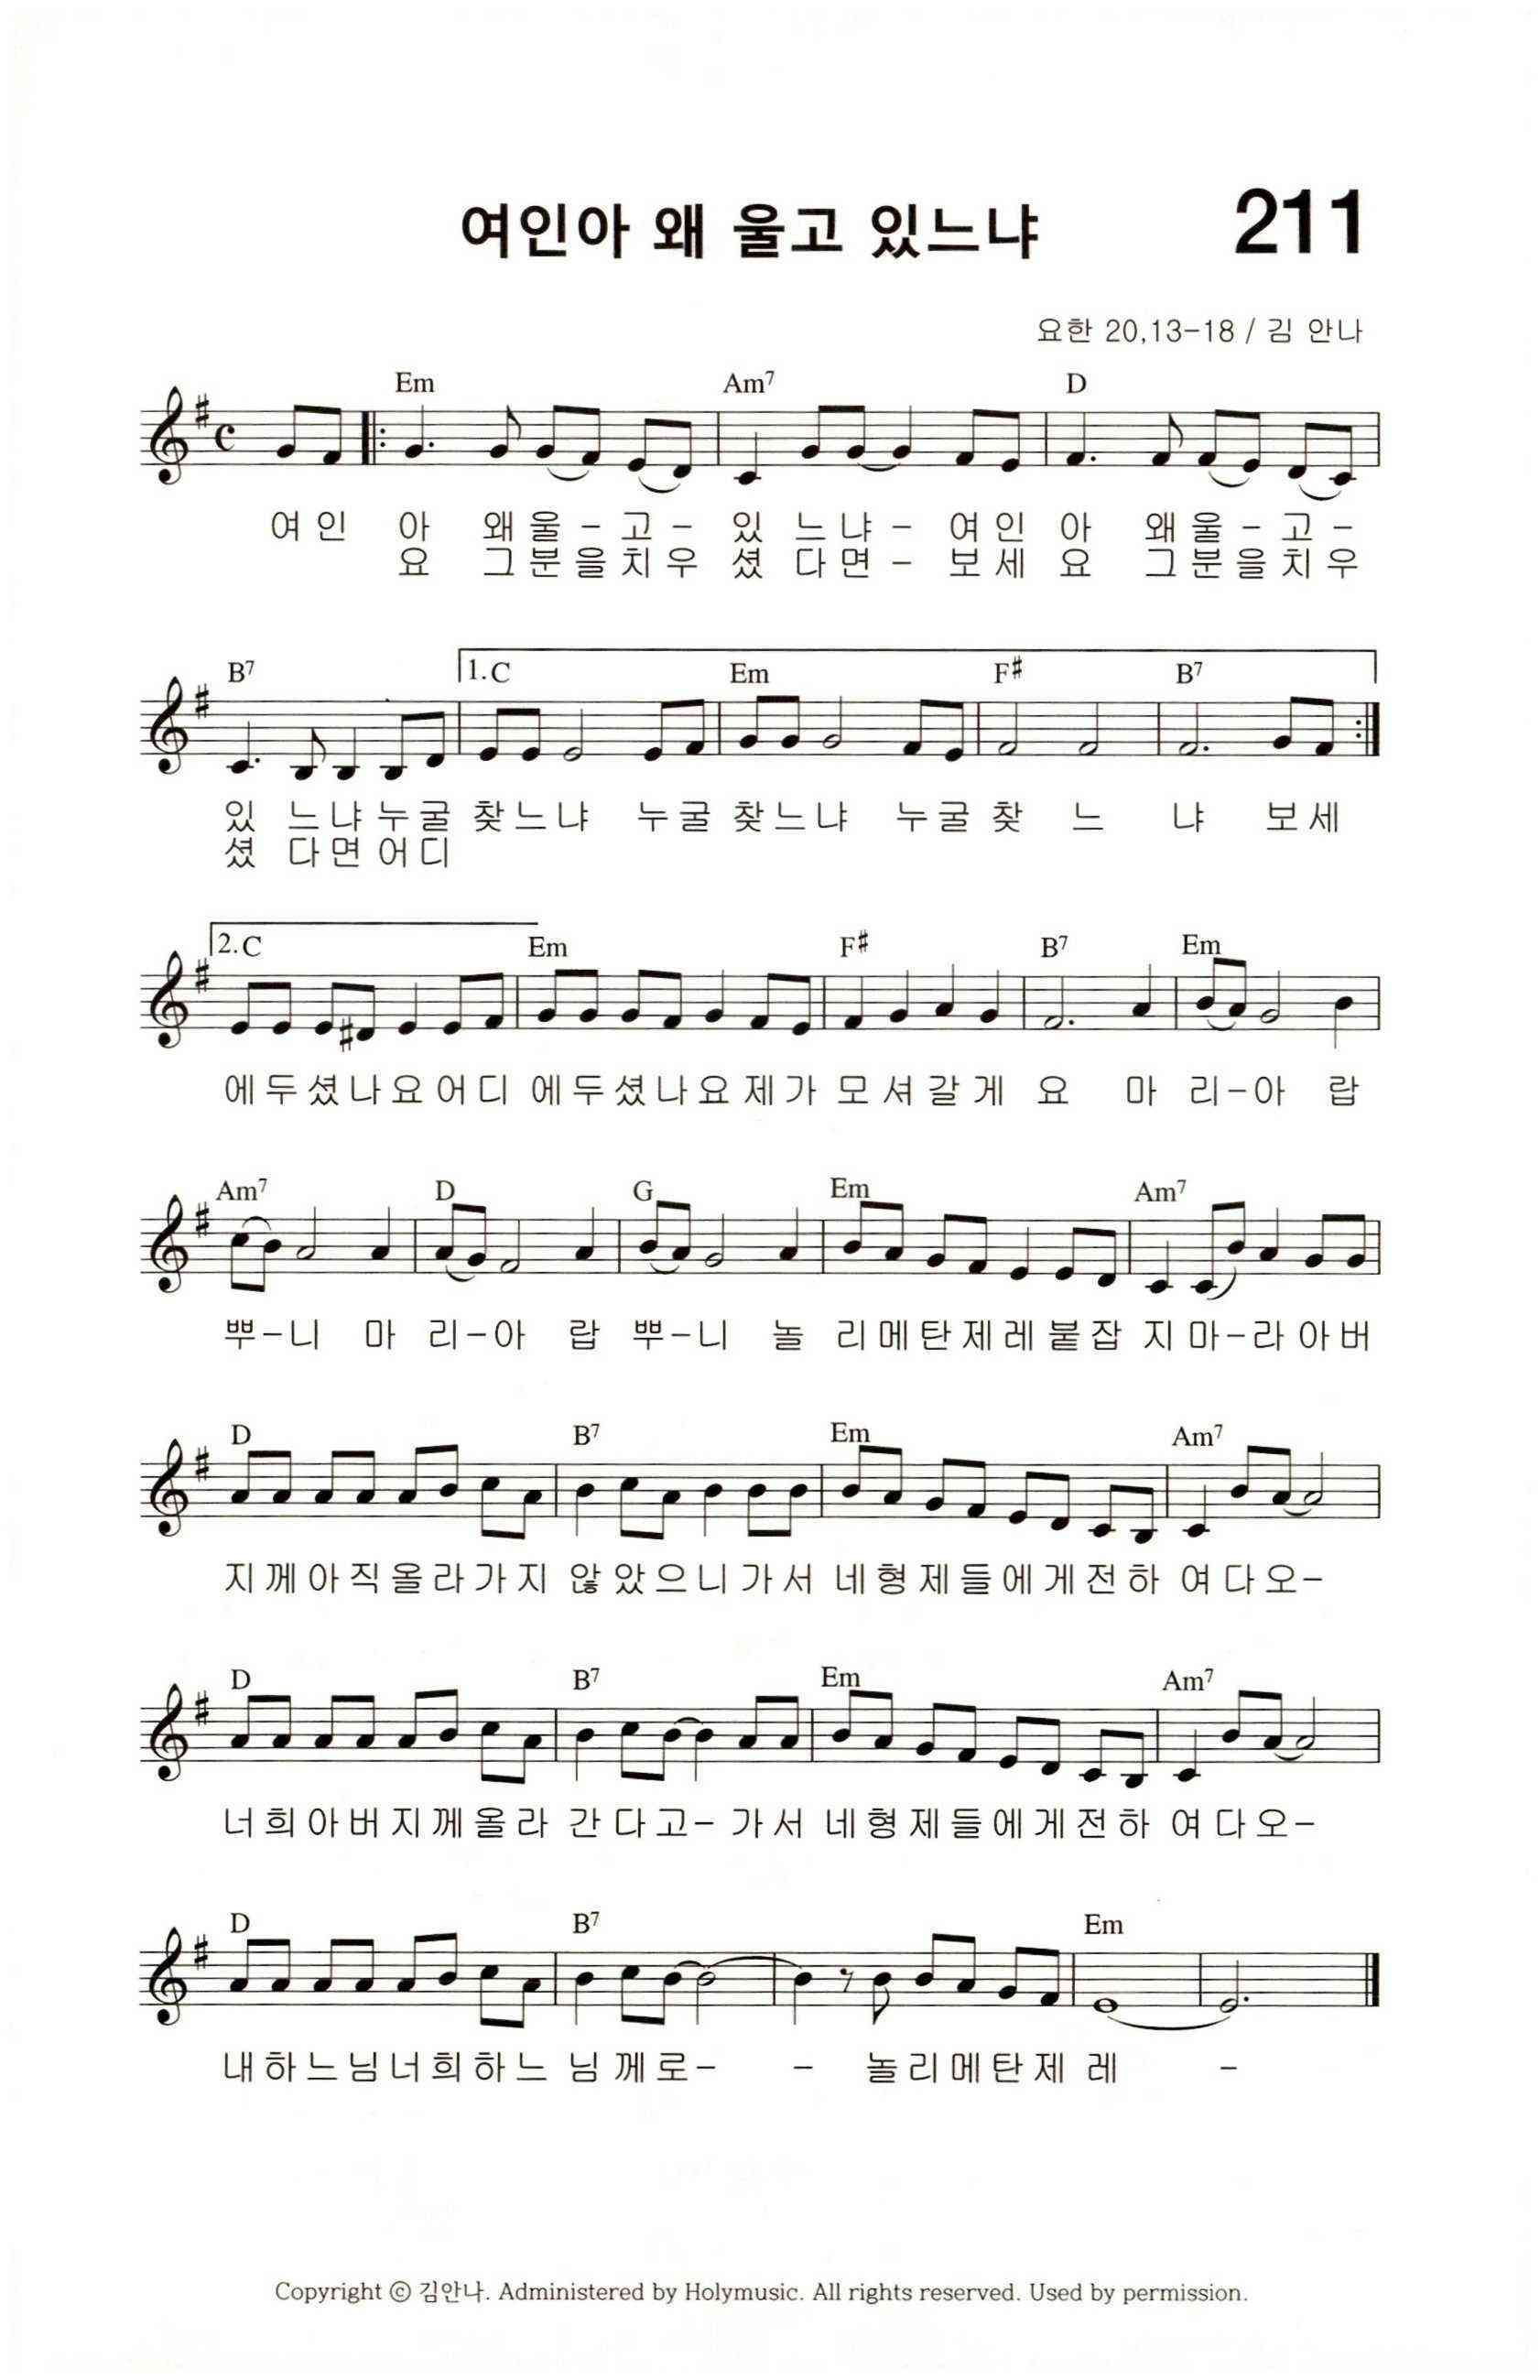 여인아 왜 울고 있느냐 211
요한 20,13-18 / 김 안나
Em Am7 D
여인 아 왜울-고- 있 느냐- 여인 아 왜울-고-
요 그분을치우 셨 다면- 보세 요 그분을치우
B7 1. C Em F♯ B7
있 느냐누굴 찾느냐 누굴 찾느냐 누굴 찾 느 냐 보세
셨 다면어디
2. C Em F♯ B7 Em
에두셨나요어디 에두셨나요제가 모셔갈게 요 마 리-아 랍
Am7 D G Em Am7
뿌-니 마 리-아 랍 뿌-니 놀 리메탄제레붙잡 지마-라아버
D B7 Em Am7
지께아직올라가지 않았으니가서 네형제들에게전하 여다오-
D B7 Em Am7
너희아버지께올라 간다고-가서 네형제들에게전하 여다오-
D B7 Em
내하느님너희하느 님께로- - 놀리메탄제 레 -
Copyright ⓒ 김안나. Administered by Holymusic. All rights reserved. Used by permission.